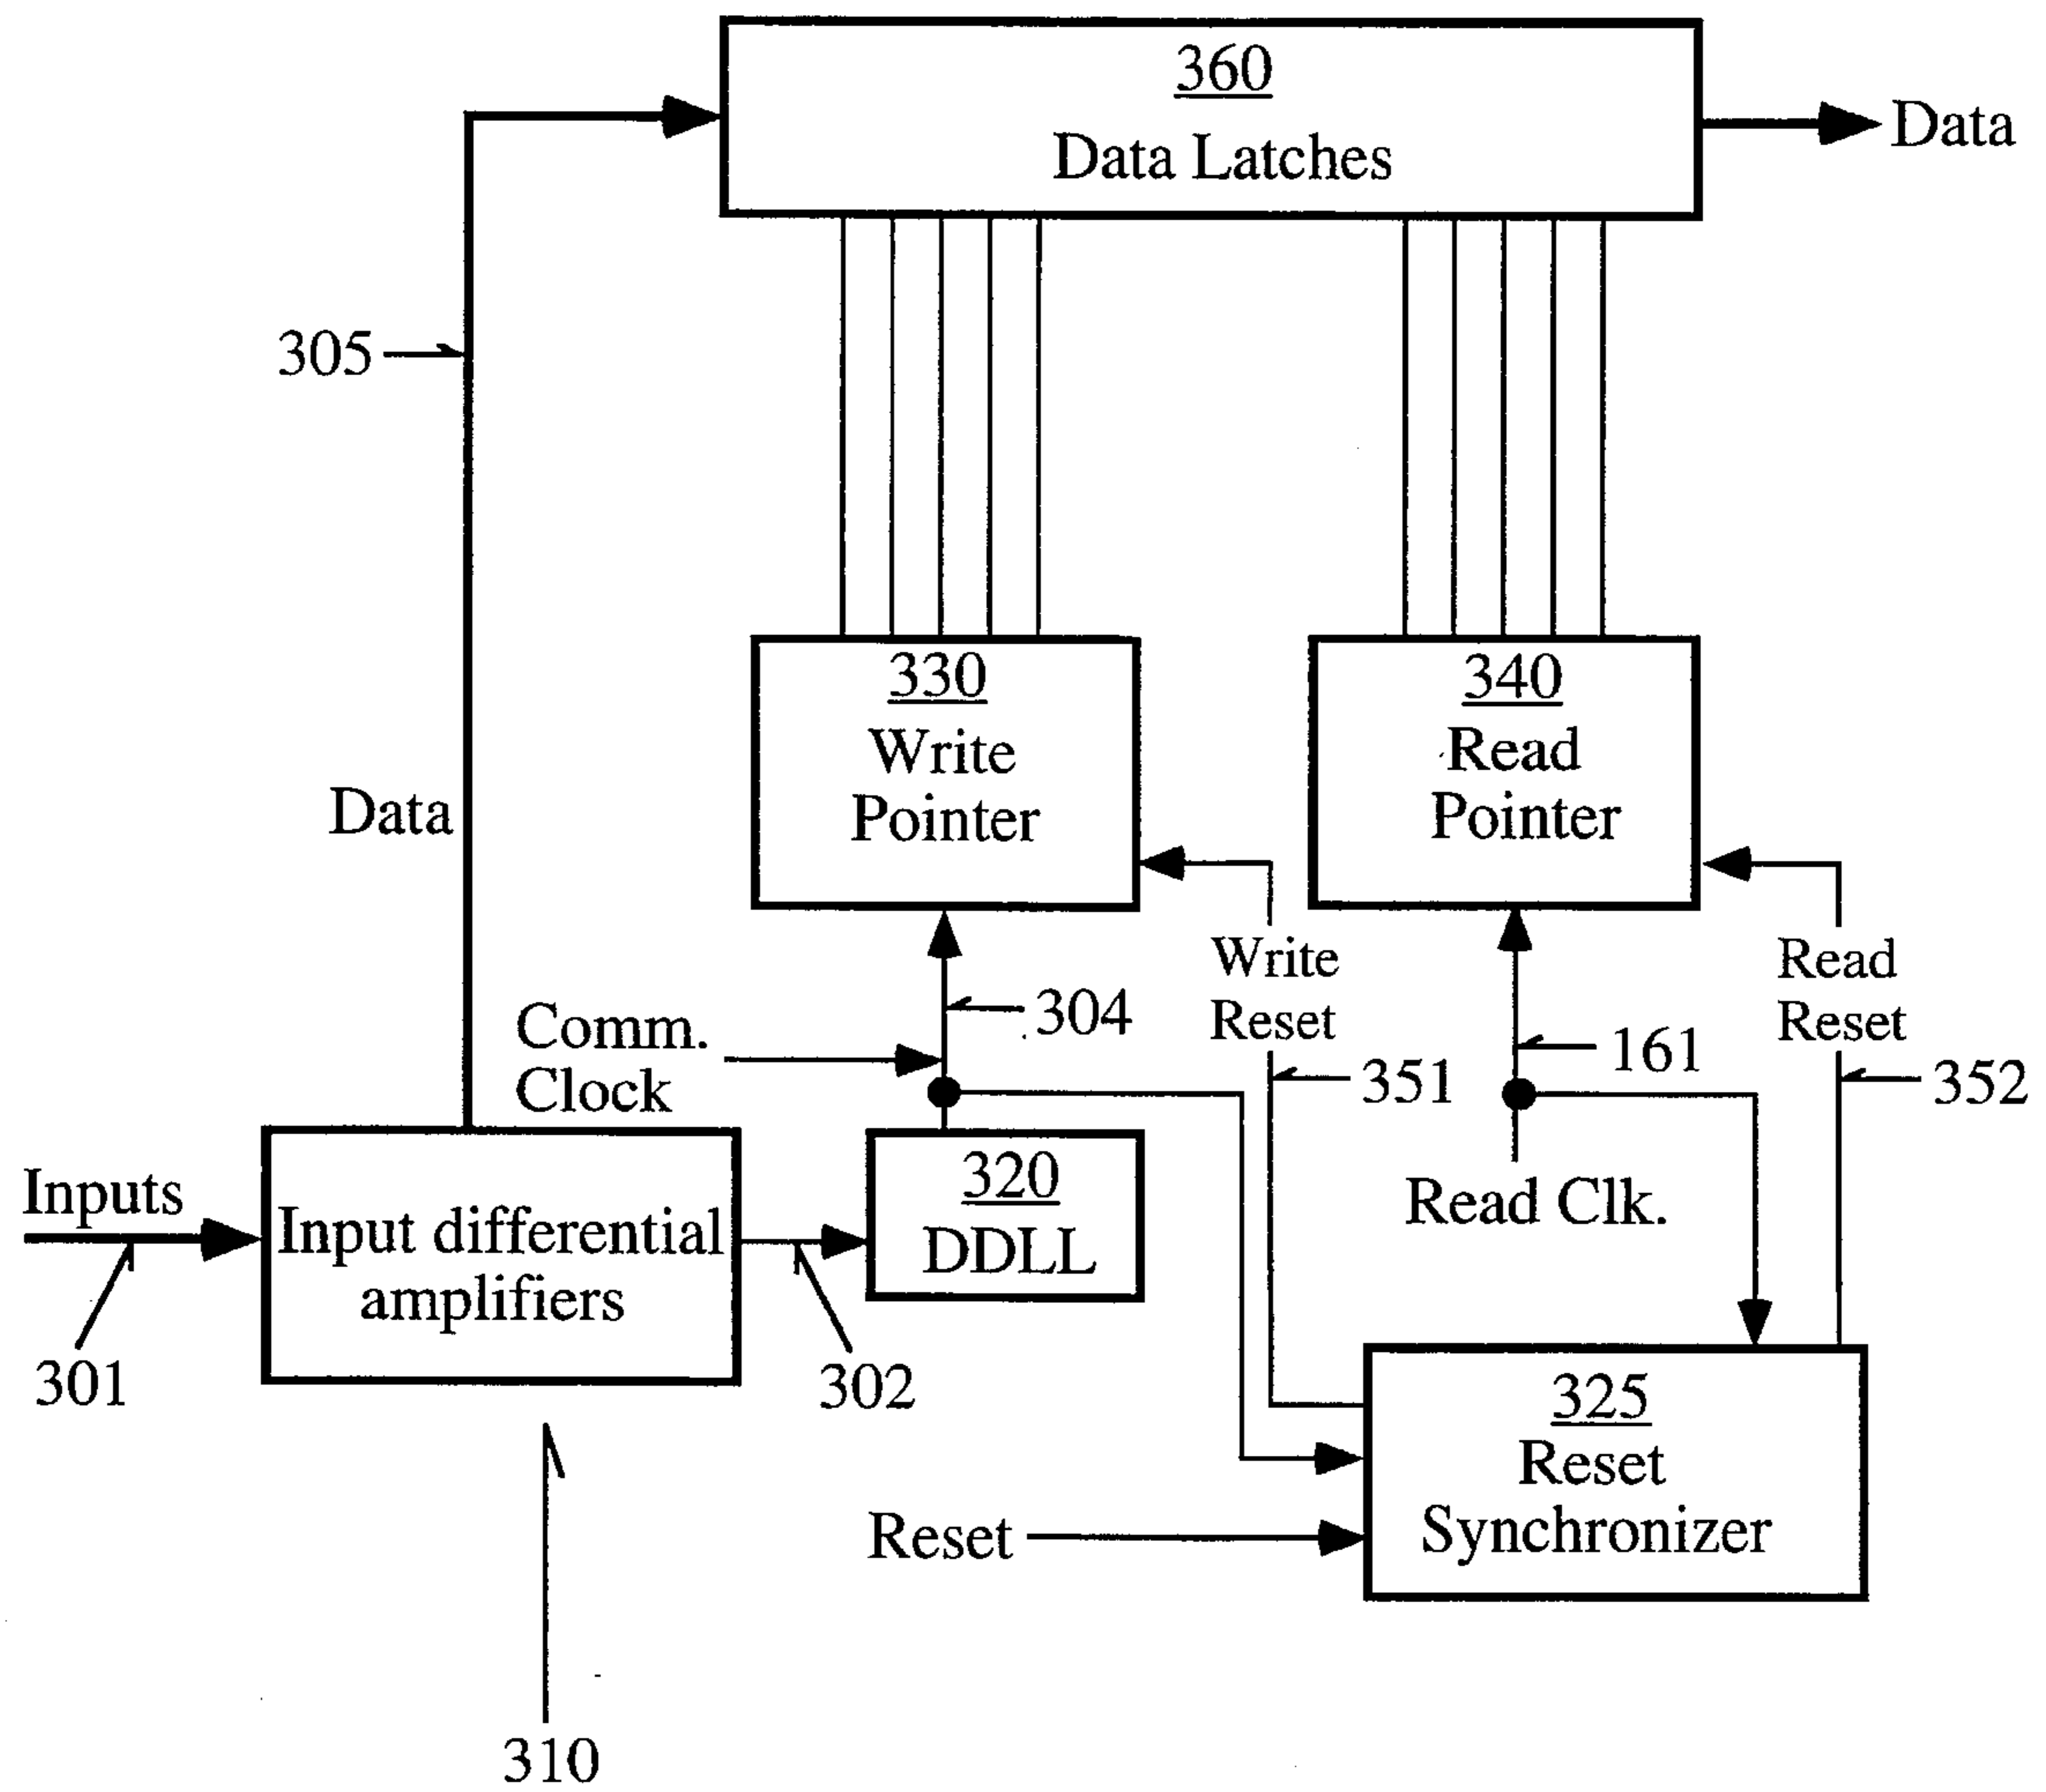 360
Data Latches
Data
305
330
Write
Pointer
340
Read
Pointer
Data
Write
Reset
Read
Reset
304
161
351
352
Comm.
Clock
Inputs
301
Input differential
amplifiers
302
320
DDLL
Read Clk.
325
Reset
Synchronizer
Reset
310